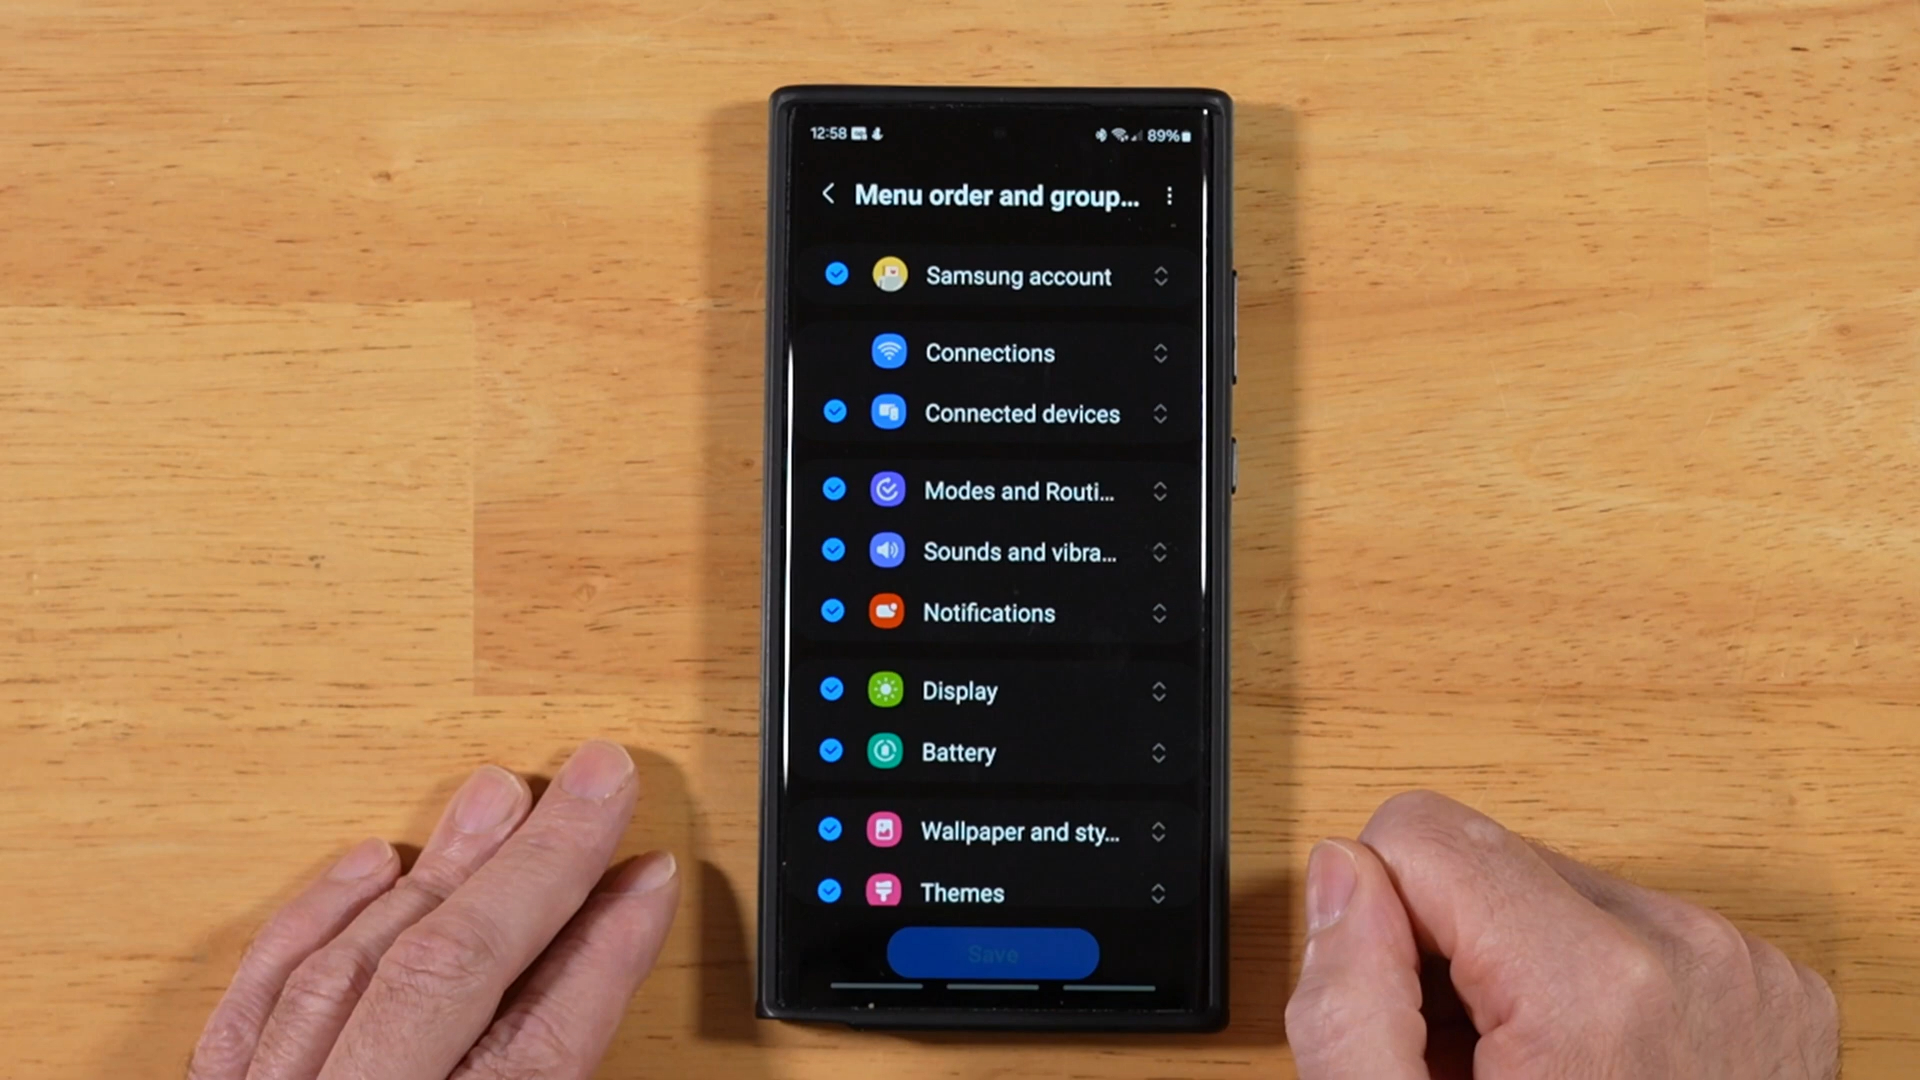 12:58
89%
Menu order and group...
Samsung account
Connections
Connected devices
Modes and Routi...
Sounds and vibra...
Notifications
Display
Battery
Wallpaper and sty...
Themes
Save